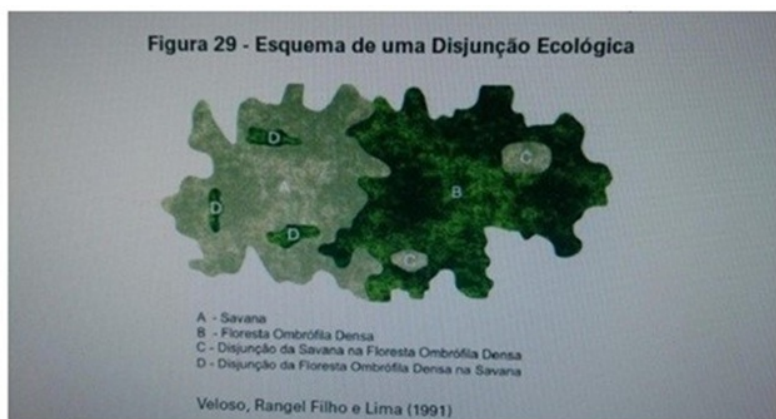 Figura 29 - Esquema de uma Disjunção Ecológica
D
C
A
B
D
D
C
A - Savana
B - Floresta Ombrófila Densa
C - Disjunção da Savana na Floresta Ombrófila Densa
D - Disjunção da Floresta Ombrófila Densa na Savana
Veloso, Rangel Filho e Lima (1991)